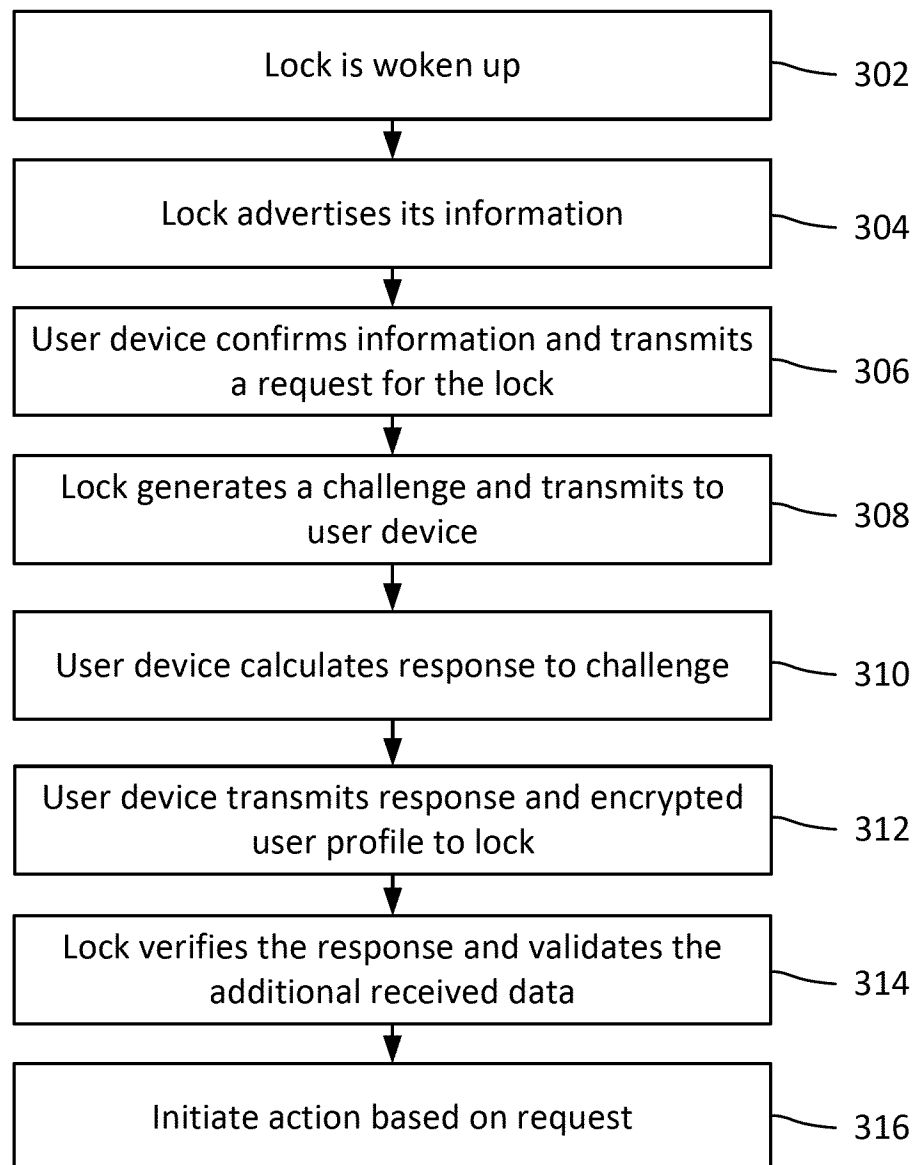 Lock is woken up
302
Lock advertises its information
304
User device confirms information and transmits
a request for the lock
306
Lock generates a challenge and transmits to
user device
308
User device calculates response to challenge
310
User device transmits response and encrypted
user profile to lock
312
Lock verifies the response and validates the
additional received data
314
Initiate action based on request
316